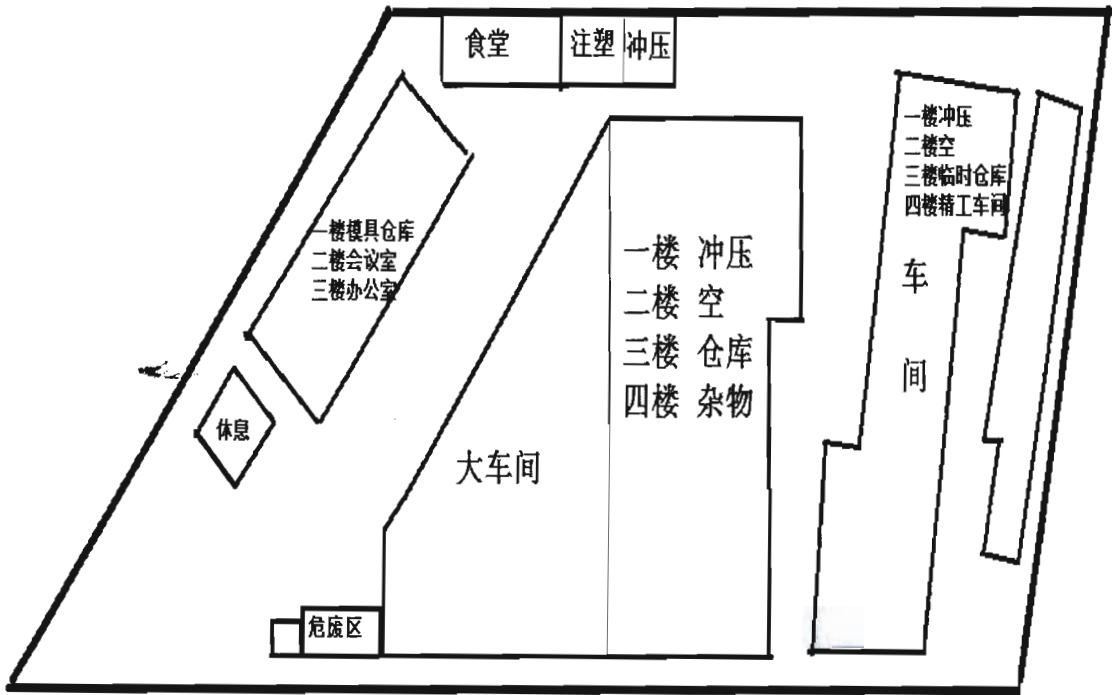 食堂
注塑
冲压
一楼冲压
二楼空
三楼临时仓库
四楼精工车间
车间
一楼模具仓库
二楼会议室
三楼办公室
一楼 冲压
二楼 空
三楼 仓库
四楼 杂物
休息
大车间
危废区